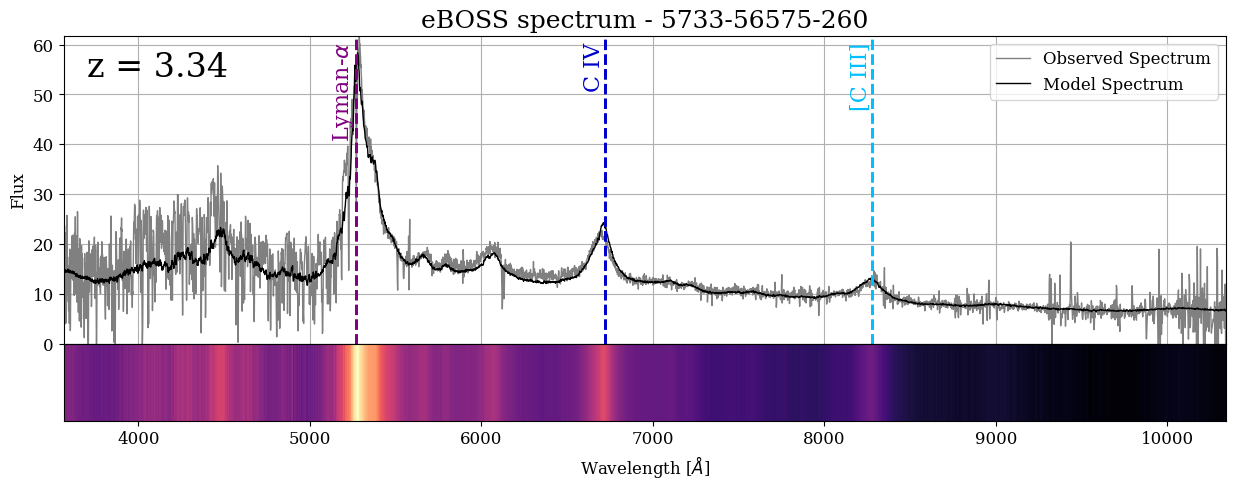 eBOSS spectrum - 5733-56575-260
z = 3.34
Lyman-α
C IV
[C III]
Observed Spectrum
Model Spectrum
Flux
60
50
40
30
20
10
0
4000 5000 6000 7000 8000 9000 10000
Wavelength [Å]